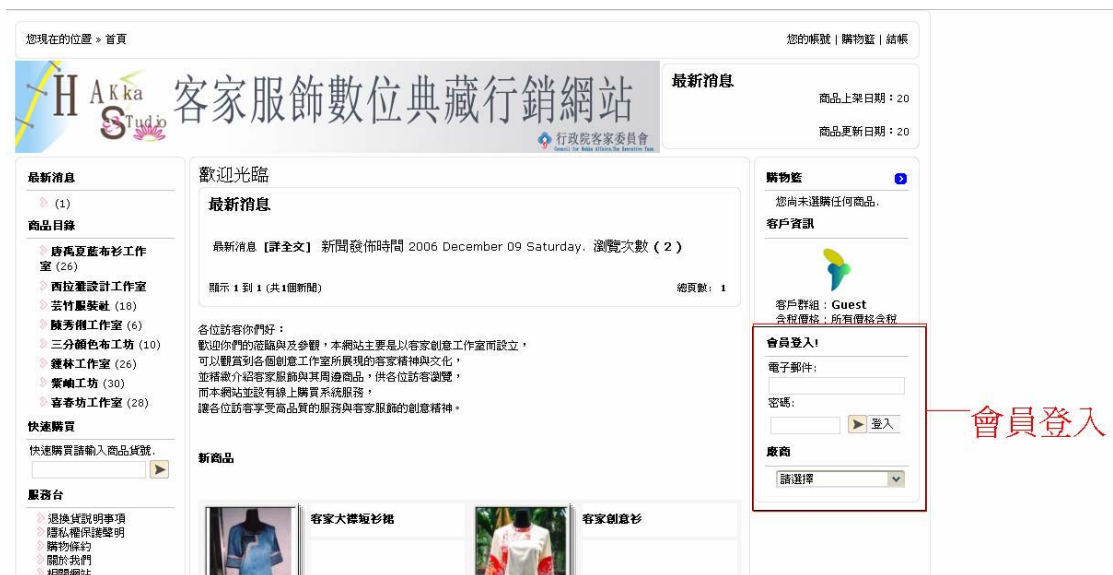 您現在的位置 » 首頁
您的帳號 | 購物籃 | 結帳
HAKka STudio
客家服飾數位典藏行銷網站
行政院客家委員會
最新消息
商品上架日期：20
商品更新日期：20
最新消息
(1)
商品目錄
唐禹夏藍布衫工作室 (26)
西拉雅設計工作室
芸竹服裝社 (18)
陳秀俐工作室 (6)
三分顏色布工坊 (10)
鍾林工作室 (26)
紫岫工坊 (30)
喜春坊工作室 (28)
快速購買
快速購買請輸入商品貨號.
服務台
退換貨說明事項
隱私權保護聲明
購物條約
關於我們
相關網站
歡迎光臨
最新消息
最新消息 [詳全文] 新聞發佈時間 2006 December 09 Saturday. 瀏覽次數 ( 2 )
顯示 1 到 1 (共1個新聞)
總頁數: 1
各位訪客你們好：
歡迎你們的蒞臨與及參觀，本網站主要是以客家創意工作室而設立，
可以觀賞到各個創意工作室所展現的客家精神與文化，
並精緻介紹客家服飾與其周邊商品，供各位訪客瀏覽，
而本網站並設有線上購買系統服務，
讓各位訪客享受高品質的服務與客家服飾的創意精神。
新商品
客家大襟短衫裙
客家創意衫
購物籃
您尚未選購任何商品.
客戶資訊
客戶群組：Guest
含稅價格：所有價格含稅
會員登入!
電子郵件:
密碼:
登入
廠商
請選擇
會員登入